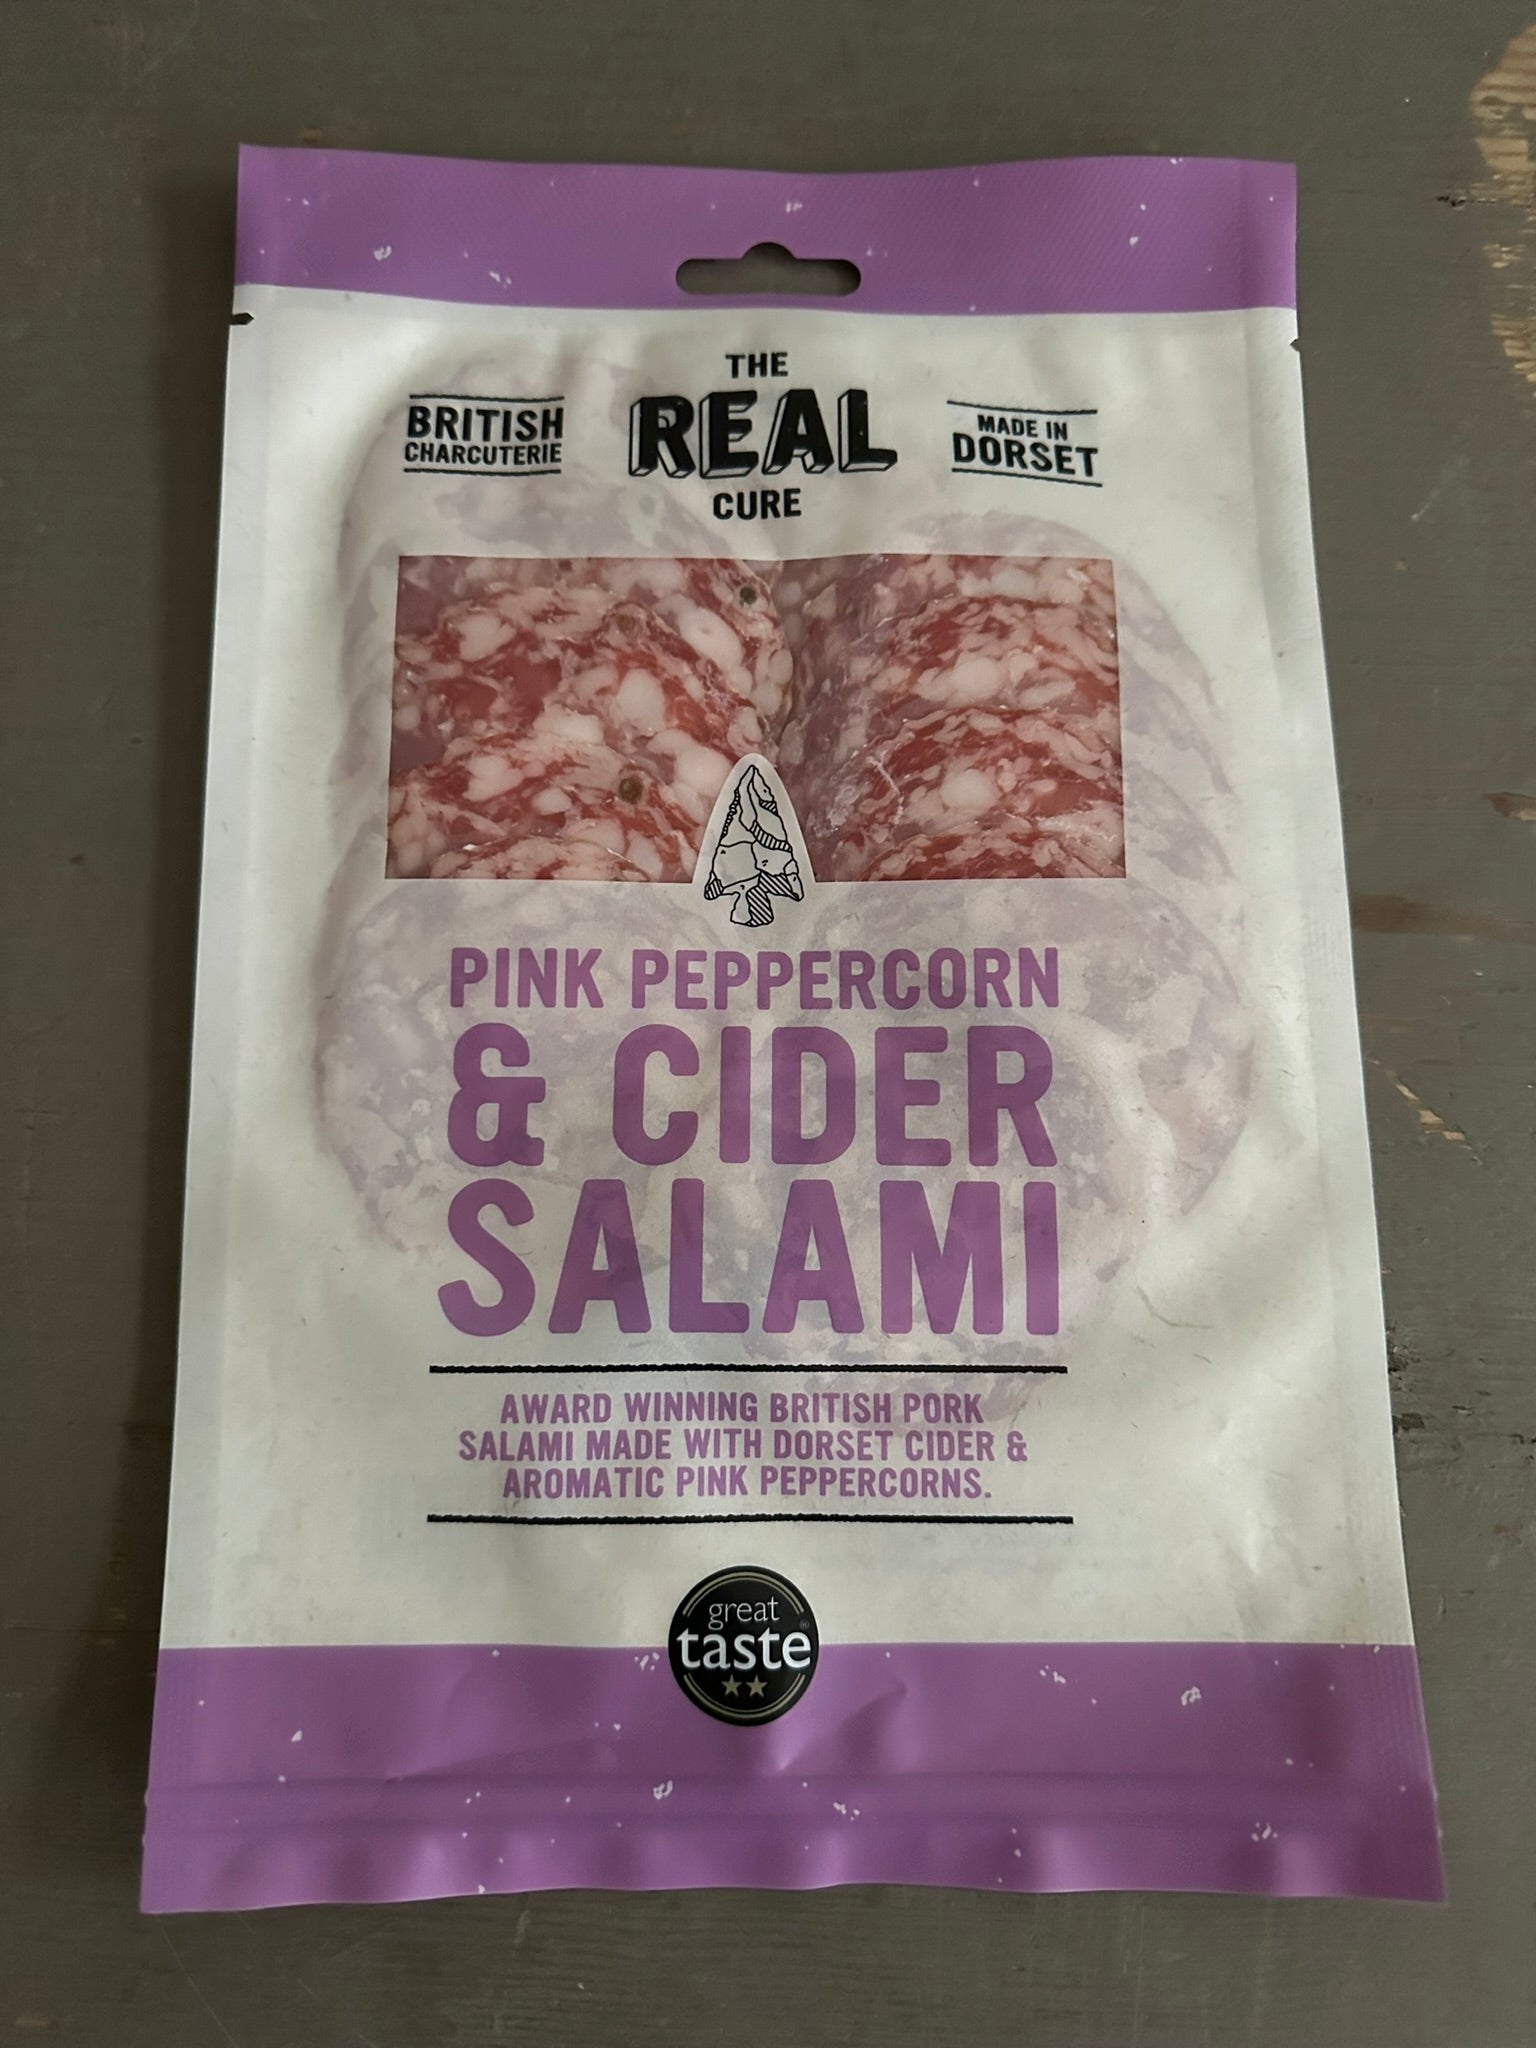 THE
REAL
CURE
BRITISH
CHARCUTERIE
MADE IN
DORSET
PINK PEPPERCORN
& CIDER
SALAMI
AWARD WINNING BRITISH PORK
SALAMI MADE WITH DORSET CIDER &
AROMATIC PINK PEPPERCORNS.
great
taste®